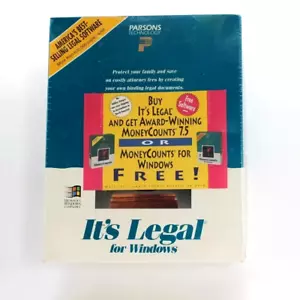 PARSONS
TECHNOLOGY
AMERICA'S BEST-
SELLING LEGAL SOFTWARE
Protect your family and save
on costly attorney fees by creating
your own binding legal documents.
BUY
IT'S LEGAL
AND GET AWARD-WINNING
MONEYCOUNTS 7.5
OR
MONEYCOUNTS FOR
WINDOWS
FREE!
Free
Software
It's Legal
for Windows